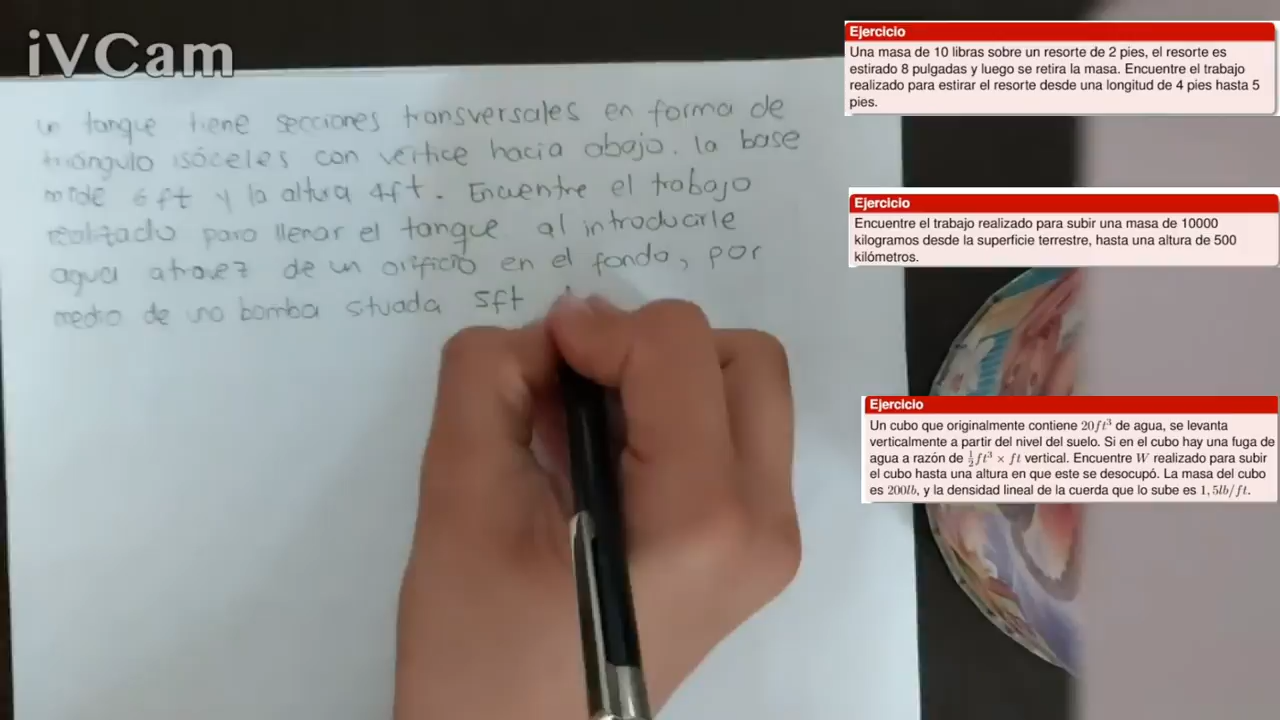 iVCam
un tanque tiene secciones transversales en forma de
triángulo isóceles con vértice hacia abajo. la base
mide 6ft y la altura 4ft. Encuentre el trabajo
realizado para llenar el tanque al introducirle
agua atravez de un orificio en el fondo, por
medio de una bomba situada 5ft
Ejercicio
Una masa de 10 libras sobre un resorte de 2 pies, el resorte es
estirado 8 pulgadas y luego se retira la masa. Encuentre el trabajo
realizado para estirar el resorte desde una longitud de 4 pies hasta 5
pies.
Ejercicio
Encuentre el trabajo realizado para subir una masa de 10000
kilogramos desde la superficie terrestre, hasta una altura de 500
kilómetros.
Ejercicio
Un cubo que originalmente contiene 20ft³ de agua, se levanta
verticalmente a partir del nivel del suelo. Si en el cubo hay una fuga de
agua a razón de ½ft³ × ft vertical. Encuentre W realizado para subir
el cubo hasta una altura en que este se desocupó. La masa del cubo
es 200lb, y la densidad lineal de la cuerda que lo sube es 1,5lb/ft.